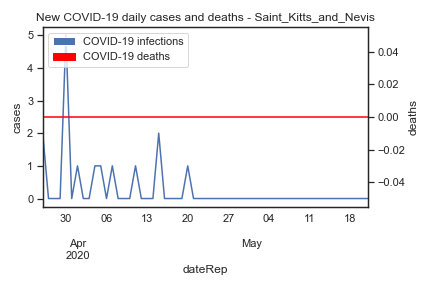 New COVID-19 daily cases and deaths - Saint_Kitts_and_Nevis
COVID-19 infections
COVID-19 deaths
cases
5
4
3
2
1
0
deaths
0.04
0.02
0.00
−0.02
−0.04
30 06 13 20 27 04 11 18
Apr May
2020
dateRep